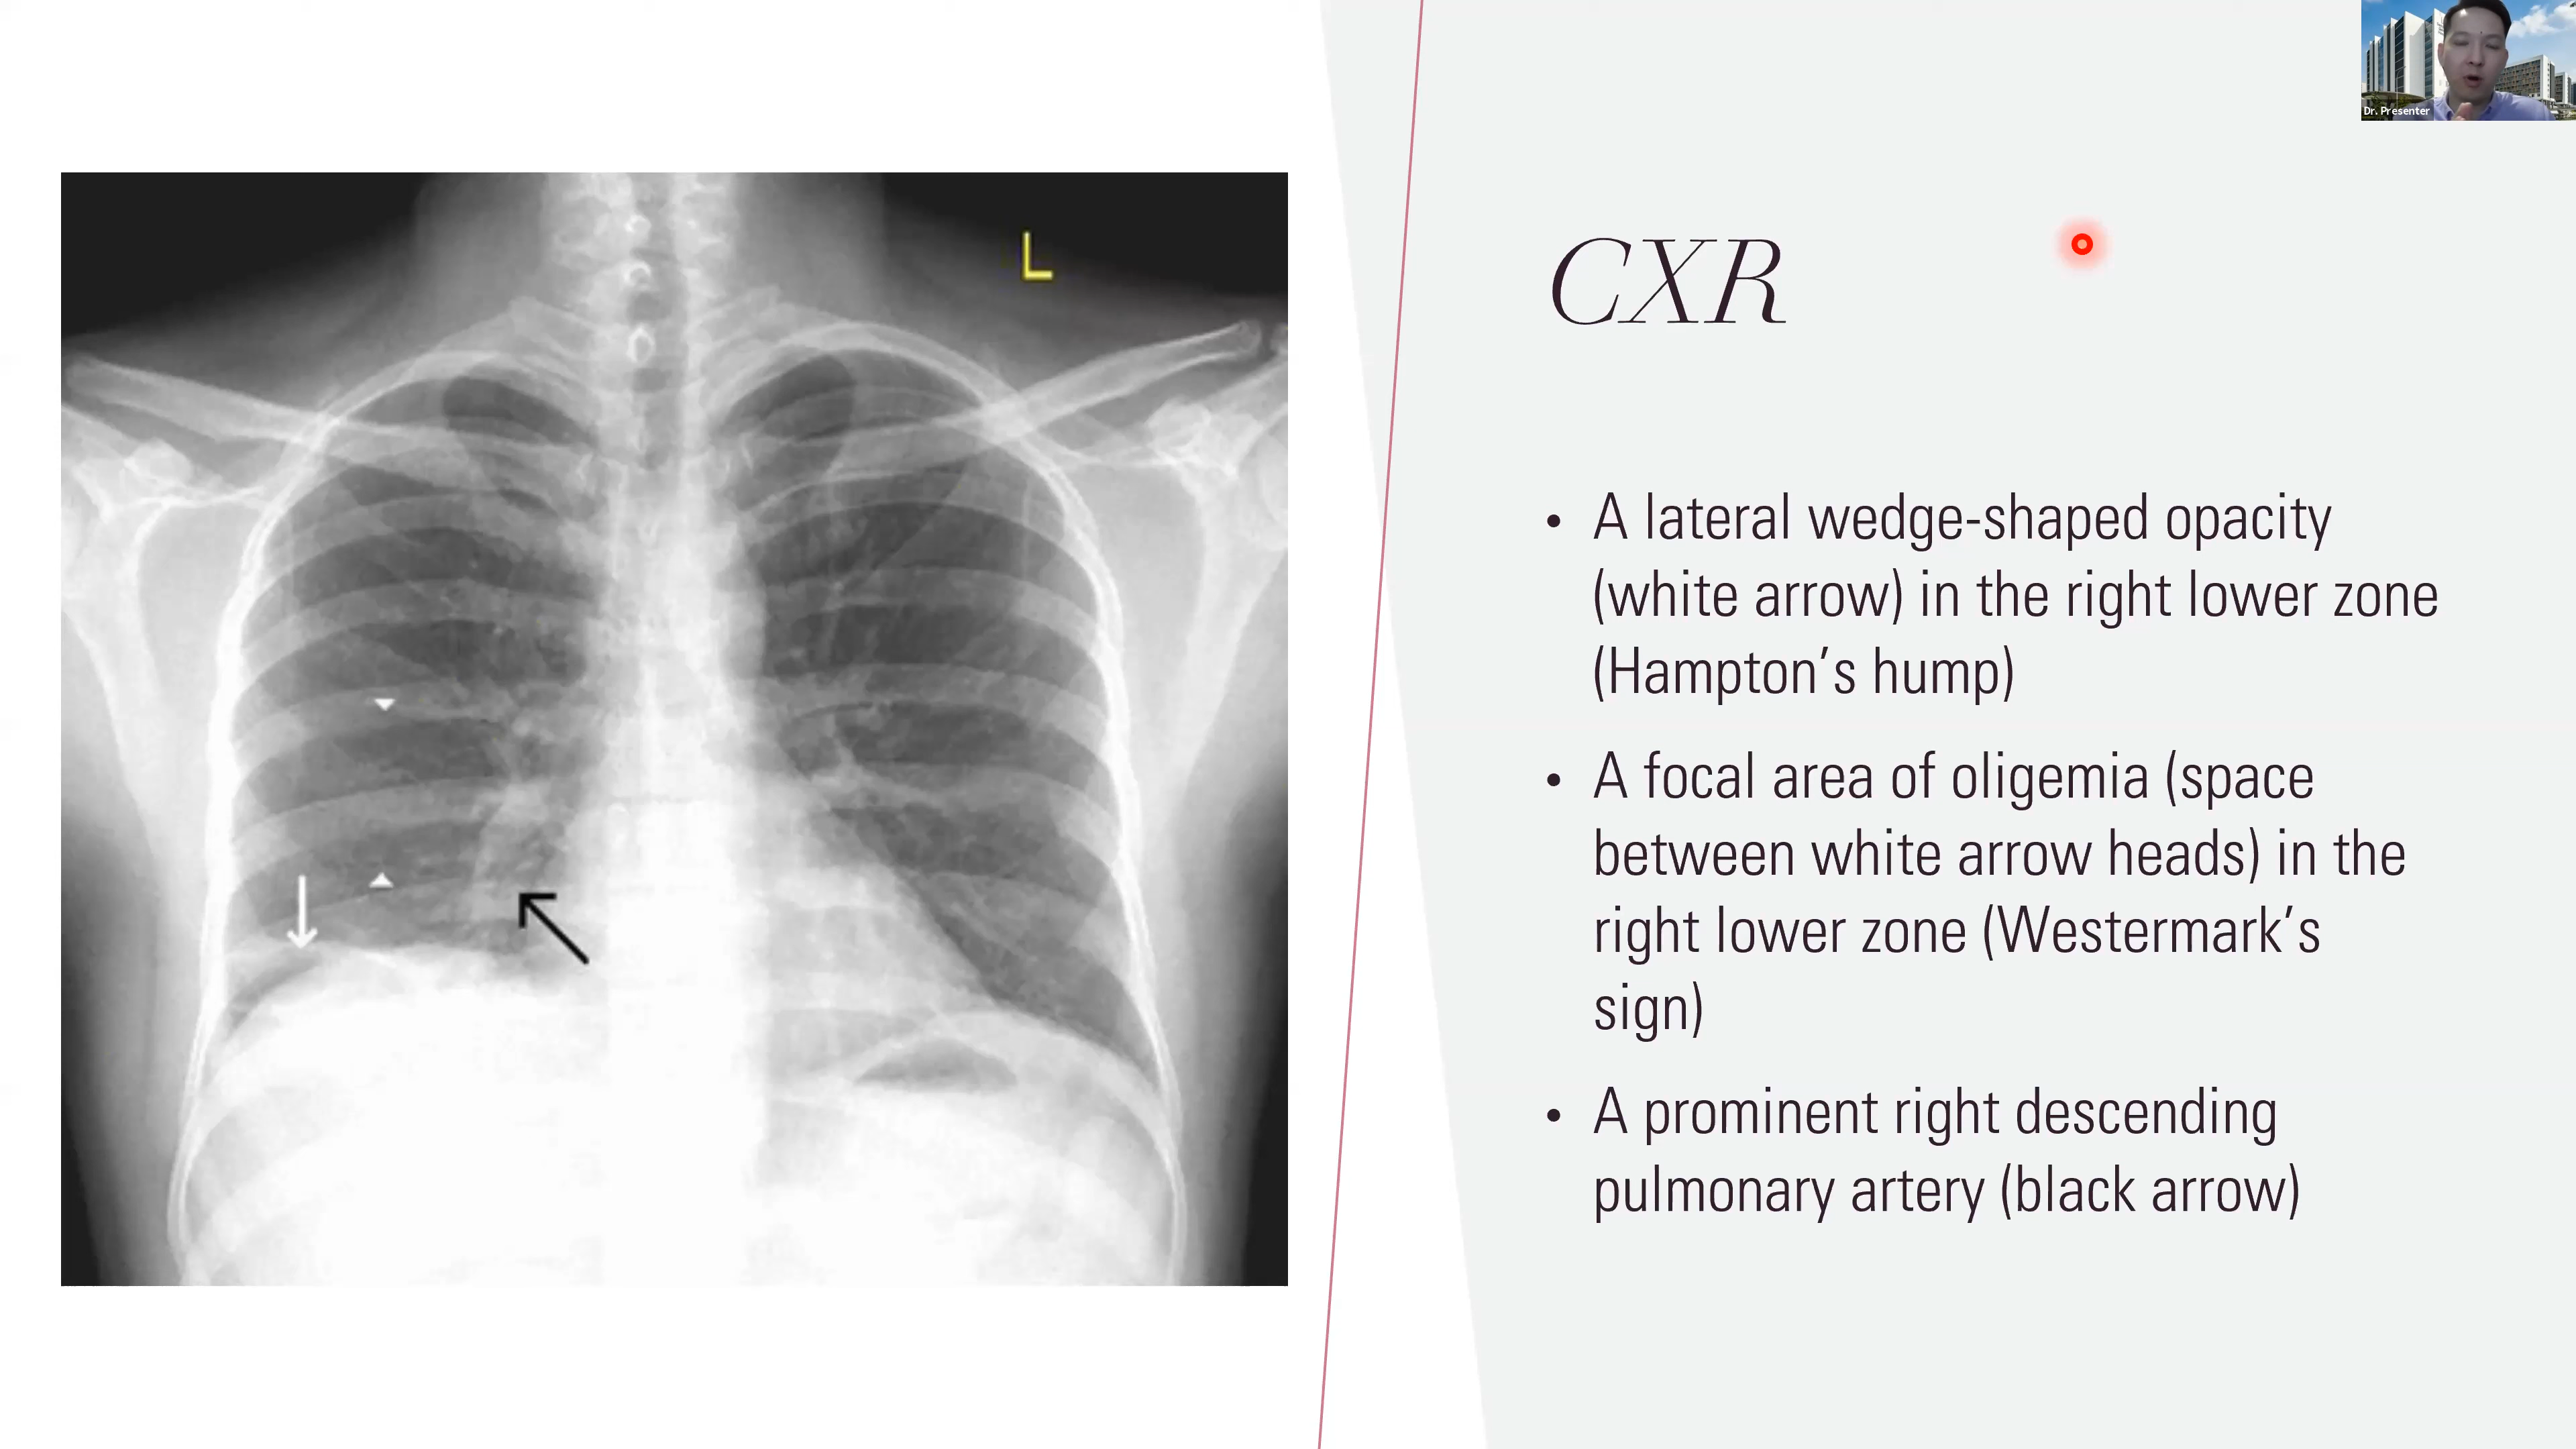 Dr. Presenter
L
CXR
• A lateral wedge-shaped opacity
(white arrow) in the right lower zone
(Hampton’s hump)
• A focal area of oligemia (space
between white arrow heads) in the
right lower zone (Westermark’s
sign)
• A prominent right descending
pulmonary artery (black arrow)